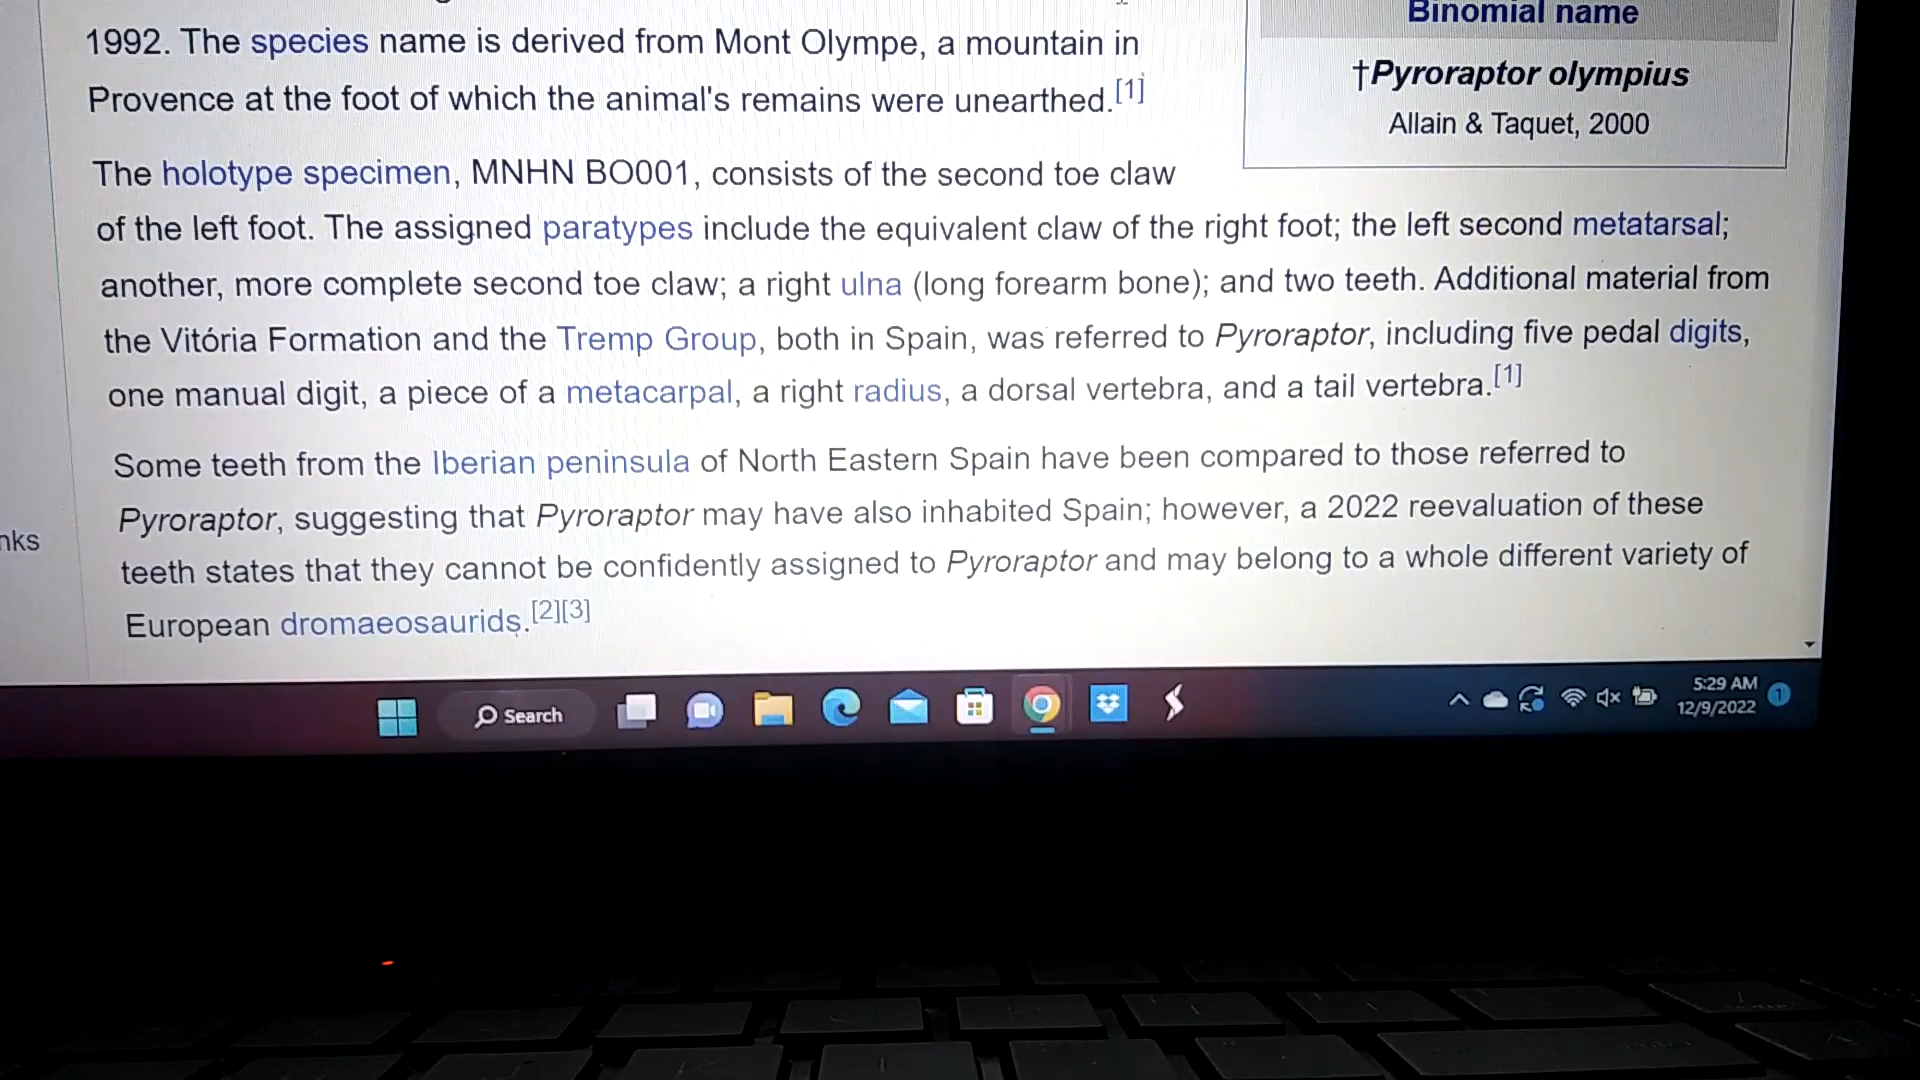 1992. The species name is derived from Mont Olympe, a mountain in
Provence at the foot of which the animal's remains were unearthed.[1]
Binomial name
†Pyroraptor olympius
Allain & Taquet, 2000
The holotype specimen, MNHN BO001, consists of the second toe claw
of the left foot. The assigned paratypes include the equivalent claw of the right foot; the left second metatarsal;
another, more complete second toe claw; a right ulna (long forearm bone); and two teeth. Additional material from
the Vitória Formation and the Tremp Group, both in Spain, was referred to Pyroraptor, including five pedal digits,
one manual digit, a piece of a metacarpal, a right radius, a dorsal vertebra, and a tail vertebra.[1]
Some teeth from the Iberian peninsula of North Eastern Spain have been compared to those referred to
Pyroraptor, suggesting that Pyroraptor may have also inhabited Spain; however, a 2022 reevaluation of these
teeth states that they cannot be confidently assigned to Pyroraptor and may belong to a whole different variety of
European dromaeosaurids.[2][3]
nks
Search
5:29 AM
12/9/2022
1